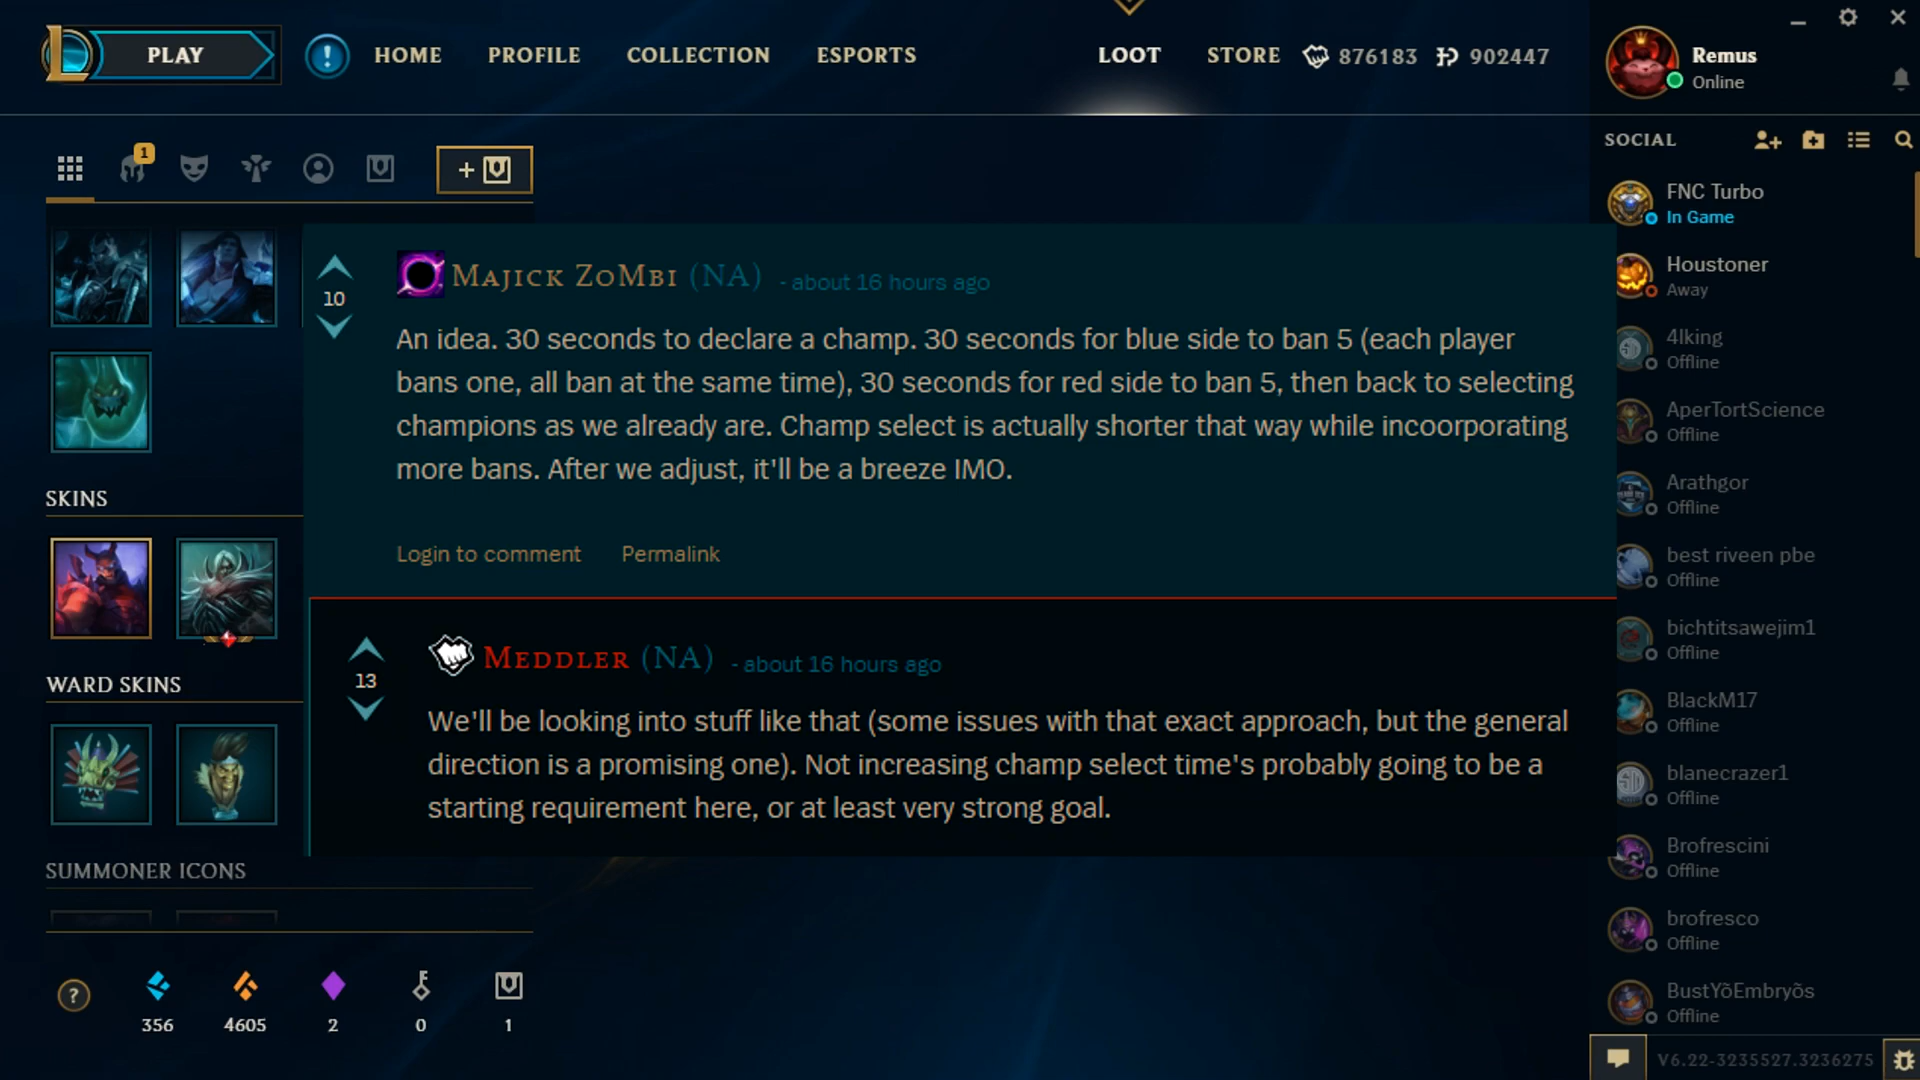 PLAY
HOME
PROFILE
COLLECTION
ESPORTS
LOOT
STORE
876183
902447
Remus
Online
SOCIAL
1
FNC Turbo
In Game
Houstoner
Away
4lking
Offline
AperTortScience
Offline
Arathgor
Offline
best riveen pbe
Offline
bichtitsawejim1
Offline
BlackM17
Offline
blanecrazer1
Offline
Brofrescini
Offline
brofresco
Offline
BustYõEmbryõs
Offline
SKINS
WARD SKINS
SUMMONER ICONS
10
MAJICK ZOMBI (NA) - about 16 hours ago
An idea. 30 seconds to declare a champ. 30 seconds for blue side to ban 5 (each player
bans one, all ban at the same time), 30 seconds for red side to ban 5, then back to selecting
champions as we already are. Champ select is actually shorter that way while incoorporating
more bans. After we adjust, it'll be a breeze IMO.
Login to comment Permalink
13
MEDDLER (NA) - about 16 hours ago
We'll be looking into stuff like that (some issues with that exact approach, but the general
direction is a promising one). Not increasing champ select time's probably going to be a
starting requirement here, or at least very strong goal.
?
356
4605
2
0
1
V6.22-3235527.3236275